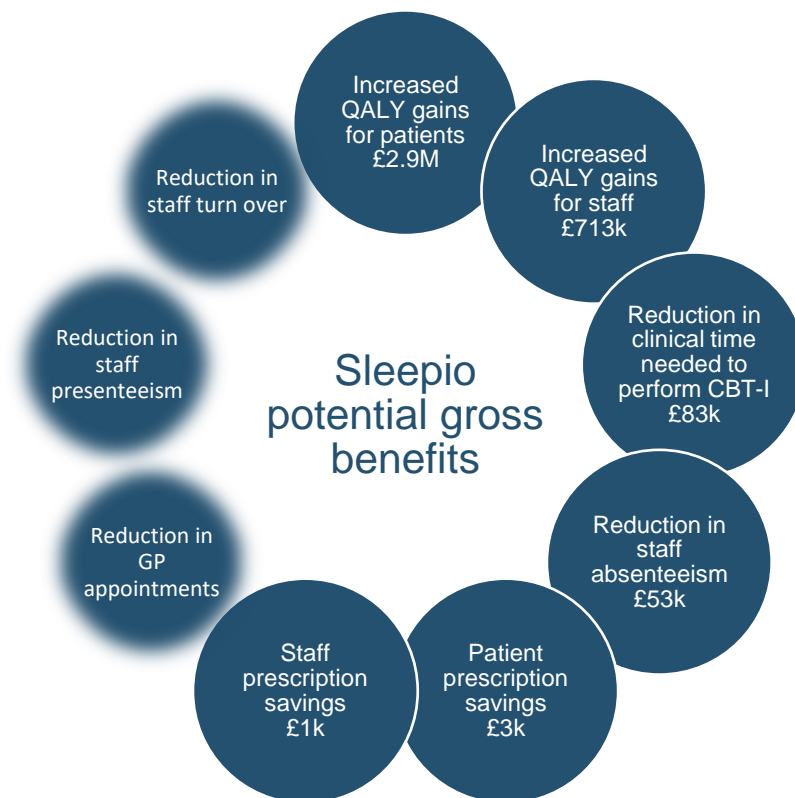 Increased
QALY gains
for patients
£2.9M
Increased
QALY gains
for staff
£713k
Reduction in
clinical time
needed to
perform CBT-I
£83k
Reduction in
staff
absenteeism
£53k
Patient
prescription
savings
£3k
Staff
prescription
savings
£1k
Reduction in
GP
appointments
Reduction in
staff
presenteeism
Reduction in
staff turn over
Sleepio
potential gross
benefits